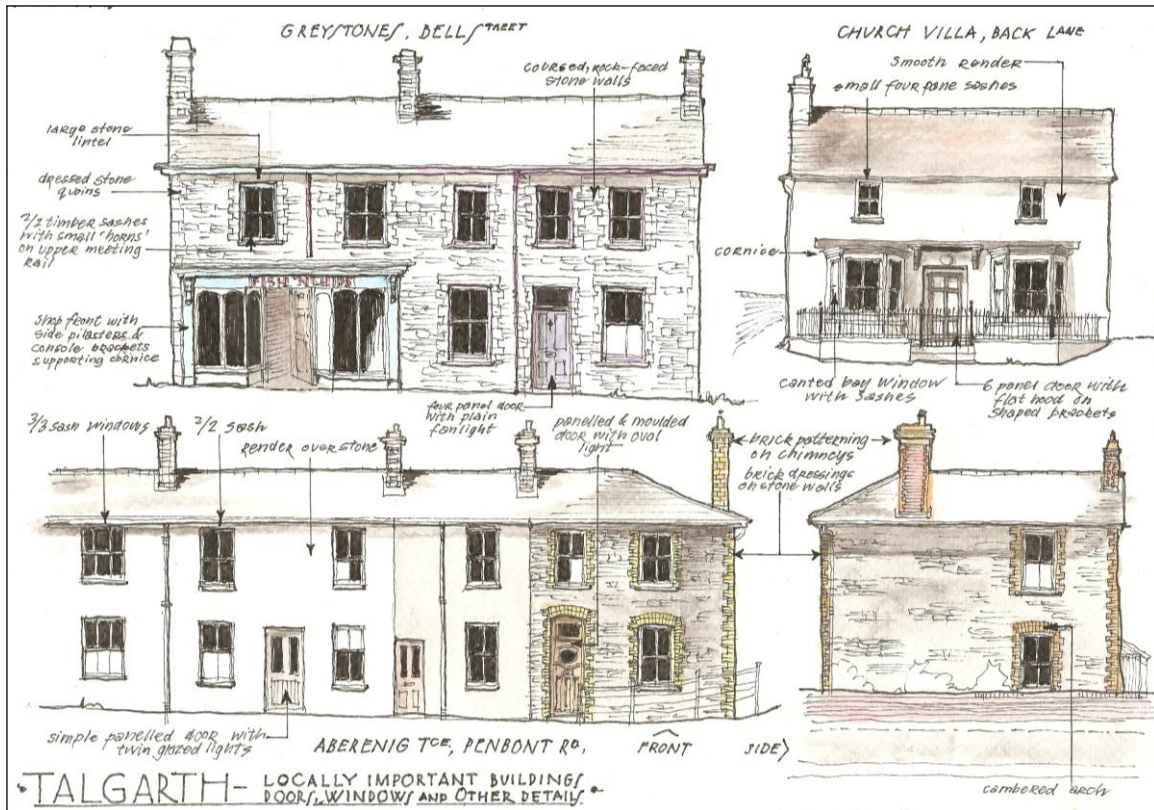 GREYSTONES, BELLSTREET
CHURCH VILLA, BACK LANE
coursed, rock-faced
stone walls
smooth render
small four pane sashes
large stone
lintel
dressed stone
quoins
2/2 timber sashes
with small 'horns'
on upper meeting
rail
cornice
FISH 'N' CHIPS
shop front with
side pilasters &
console brackets
supporting cornice
canted bay window
with sashes
6 panel door with
flat hood on
shaped brackets
four panel door
with plain
fanlight
panelled & moulded
door with oval
light
3/3 sash windows
2/2 sash
render over stone
brick patterning
on chimneys
brick dressings
on stone walls
simple panelled door with
twin glazed lights
ABERENIG TCE, PENBONT RD,
FRONT
SIDE
cambered arch
TALGARTH- LOCALLY IMPORTANT BUILDINGS
DOORS, WINDOWS AND OTHER DETAILS.